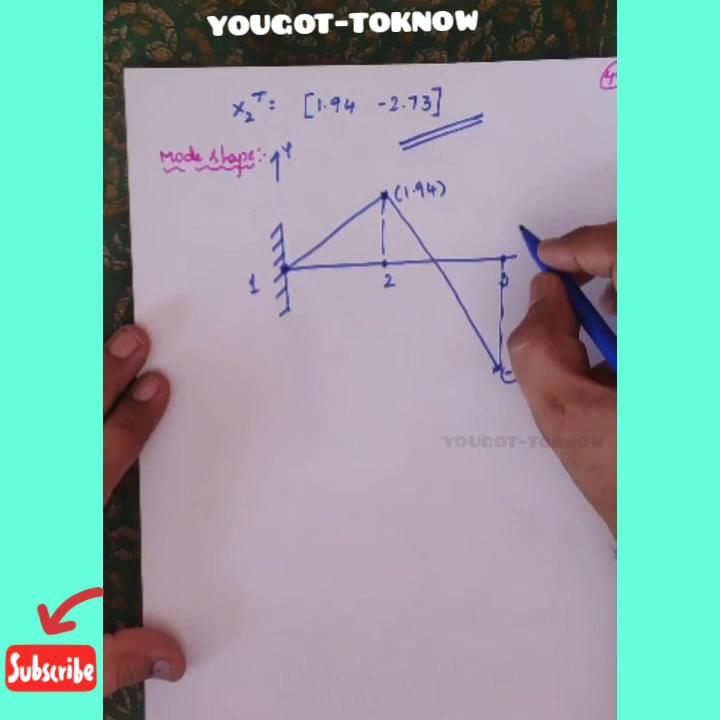 YOUGOT-TOKNOW
X₂ᵀ = [1.94 -2.73]
Mode shape:-
Y
(1.94)
1
2
3
(-
YOUGOT-TOKNOW
Subscribe